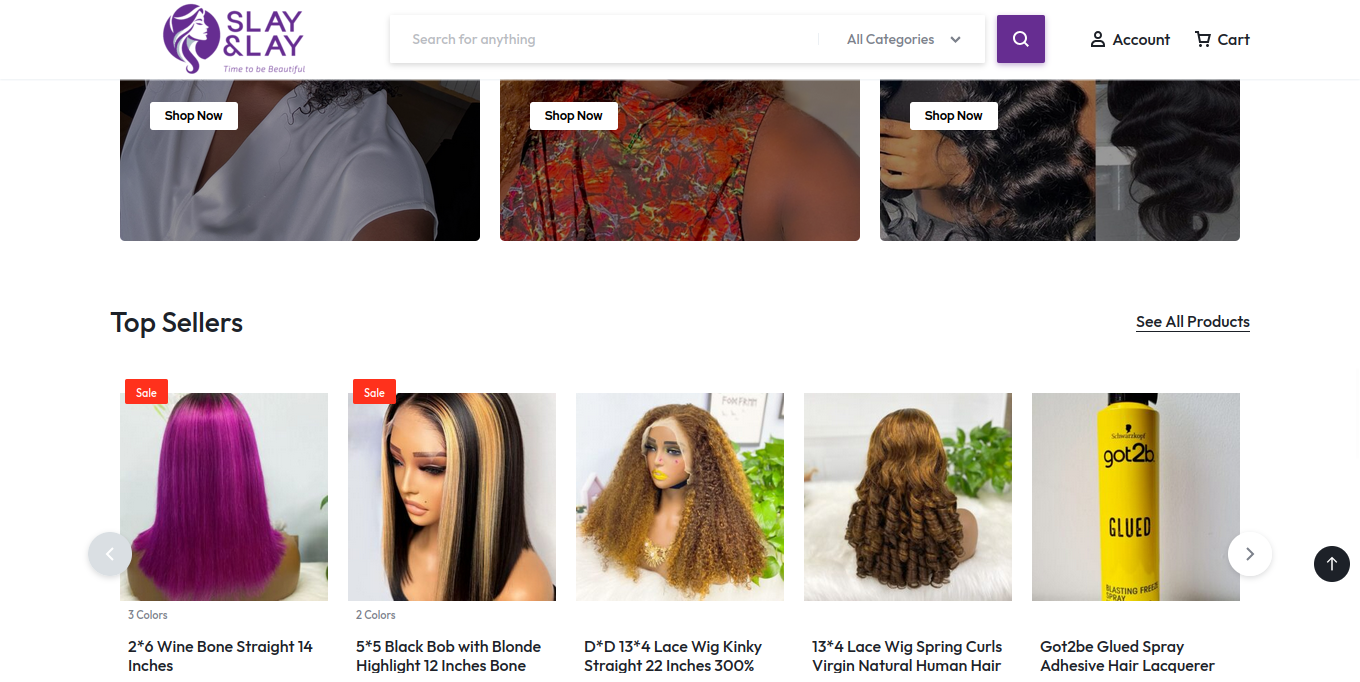 SLAY
&LAY
Time to be Beautiful
Search for anything
All Categories
Account
Cart
Shop Now
Shop Now
Shop Now
Top Sellers
See All Products
Sale
Sale
Schwarzkopf
got2b
GLUED
BLASTING FREEZE
SPRAY
3 Colors
2 Colors
2*6 Wine Bone Straight 14
Inches
5*5 Black Bob with Blonde
Highlight 12 Inches Bone
D*D 13*4 Lace Wig Kinky
Straight 22 Inches 300%
13*4 Lace Wig Spring Curls
Virgin Natural Human Hair
Got2be Glued Spray
Adhesive Hair Lacquerer